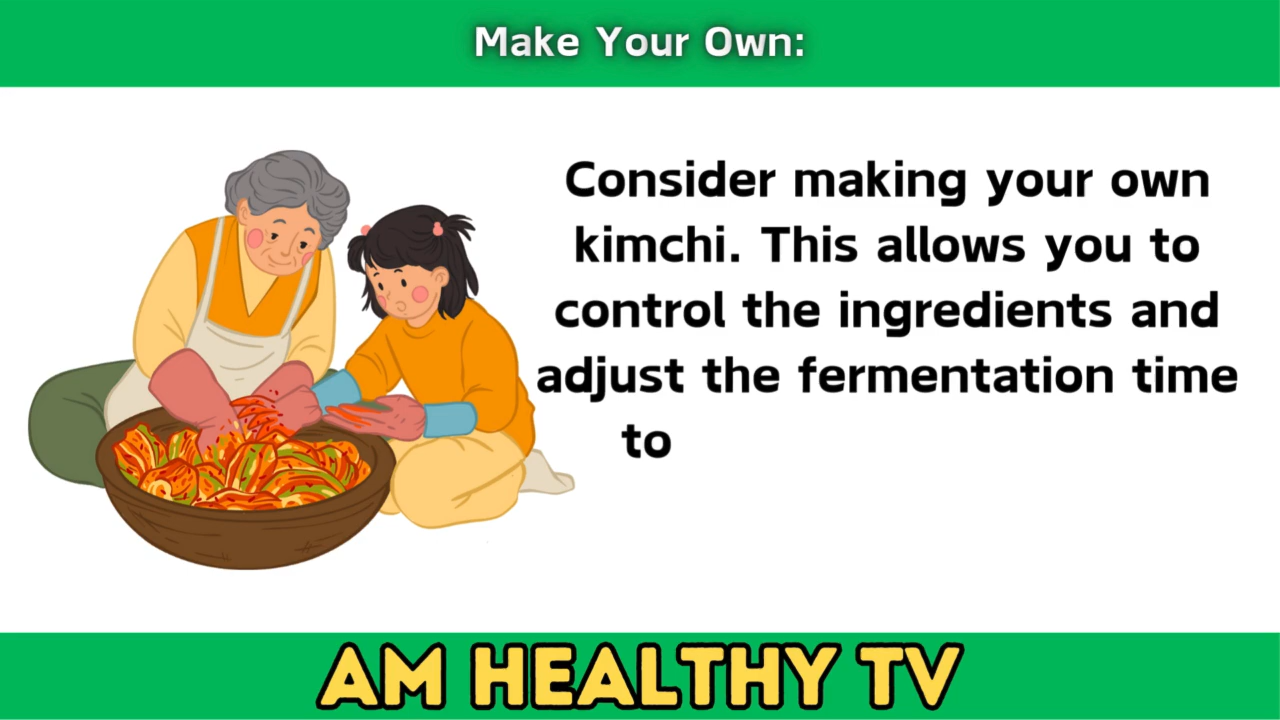 Make Your Own:
Consider making your own
kimchi. This allows you to
control the ingredients and
adjust the fermentation time
to
AM HEALTHY TV